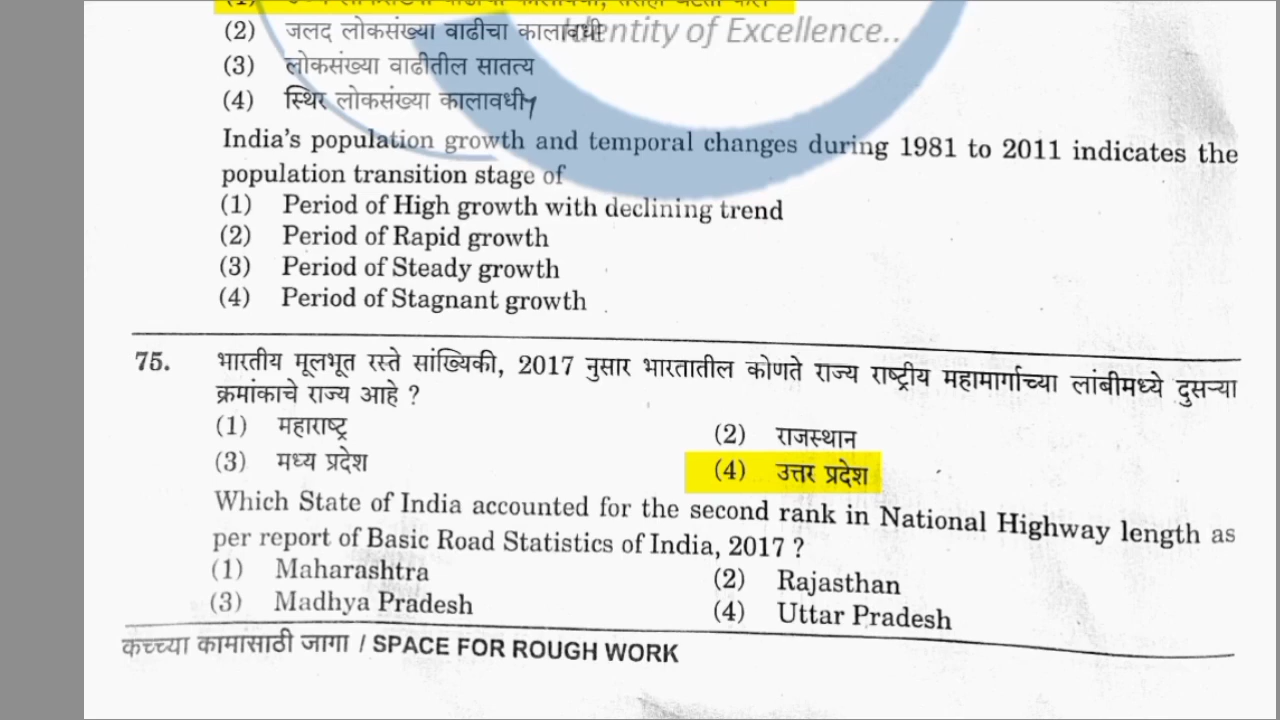 (2) जलद लोकसंख्या वाढीचा कालावधी
Identity of Excellence..
(3) लोकसंख्या वाढीतील सातत्य
(4) स्थिर लोकसंख्या कालावधी
India's population growth and temporal changes during 1981 to 2011 indicates the
population transition stage of
(1) Period of High growth with declining trend
(2) Period of Rapid growth
(3) Period of Steady growth
(4) Period of Stagnant growth
75. भारतीय मूलभूत रस्ते सांख्यिकी, 2017 नुसार भारतातील कोणते राज्य राष्ट्रीय महामार्गाच्या लांबीमध्ये दुसऱ्या
क्रमांकाचे राज्य आहे ?
(1) महाराष्ट्र (2) राजस्थान
(3) मध्य प्रदेश (4) उत्तर प्रदेश
Which State of India accounted for the second rank in National Highway length as
per report of Basic Road Statistics of India, 2017 ?
(1) Maharashtra (2) Rajasthan
(3) Madhya Pradesh (4) Uttar Pradesh
कच्च्या कामासाठी जागा / SPACE FOR ROUGH WORK